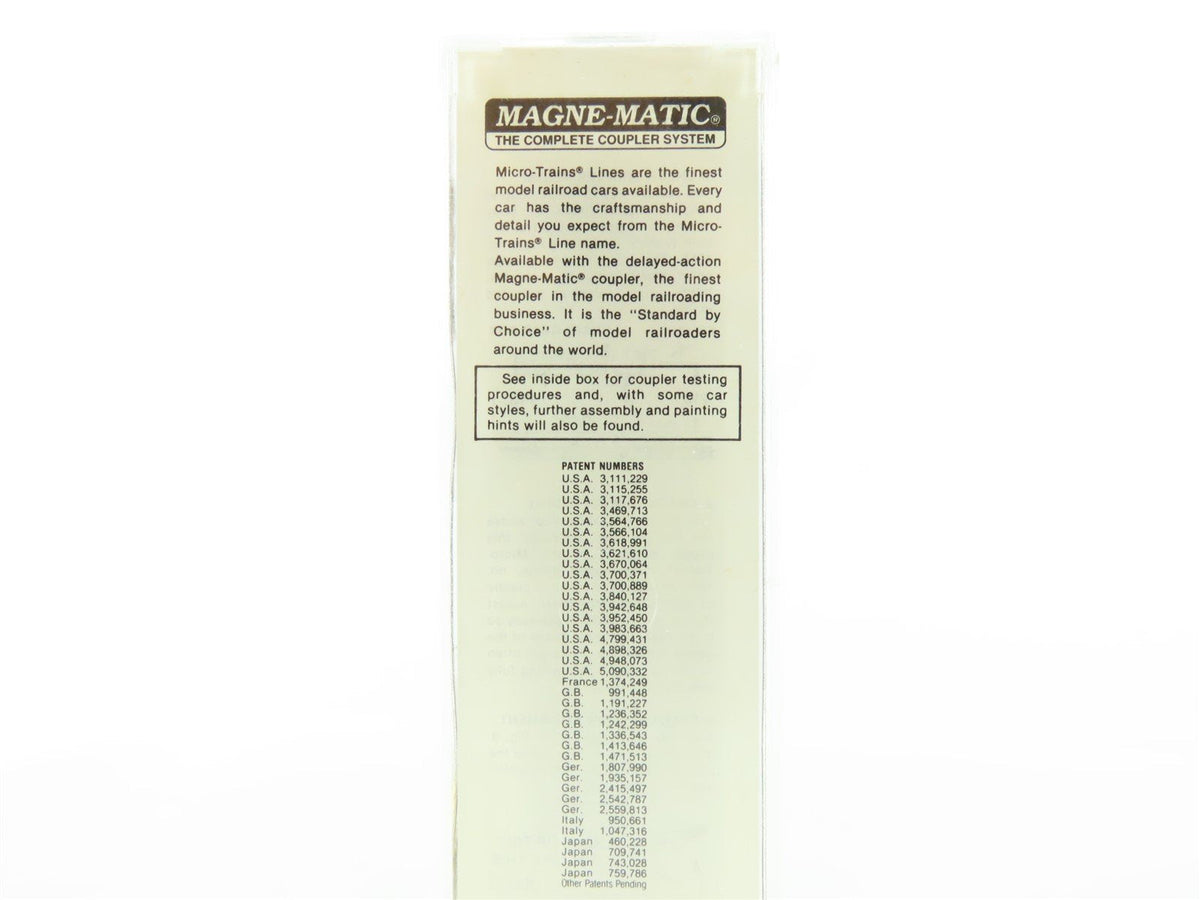 MAGNE-MATIC®
THE COMPLETE COUPLER SYSTEM
Micro-Trains® Lines are the finest
model railroad cars available. Every
car has the craftsmanship and
detail you expect from the Micro-
Trains® Line name.
Available with the delayed-action
Magne-Matic® coupler, the finest
coupler in the model railroading
business. It is the "Standard by
Choice" of model railroaders
around the world.
See inside box for coupler testing
procedures and, with some car
styles, further assembly and painting
hints will also be found.
PATENT NUMBERS
U.S.A. 3,111,229
U.S.A. 3,115,255
U.S.A. 3,117,676
U.S.A. 3,469,713
U.S.A. 3,564,766
U.S.A. 3,566,104
U.S.A. 3,618,991
U.S.A. 3,621,610
U.S.A. 3,670,064
U.S.A. 3,700,371
U.S.A. 3,700,889
U.S.A. 3,840,127
U.S.A. 3,942,648
U.S.A. 3,952,450
U.S.A. 3,983,663
U.S.A. 4,799,431
U.S.A. 4,898,326
U.S.A. 4,948,073
U.S.A. 5,090,332
France 1,374,249
G.B. 991,448
G.B. 1,191,227
G.B. 1,236,352
G.B. 1,242,299
G.B. 1,336,543
G.B. 1,413,646
G.B. 1,471,513
Ger. 1,807,990
Ger. 1,935,157
Ger. 2,415,497
Ger. 2,542,787
Ger. 2,559,813
Italy 950,661
Italy 1,047,316
Japan 460,228
Japan 709,741
Japan 743,028
Japan 759,786
Other Patents Pending